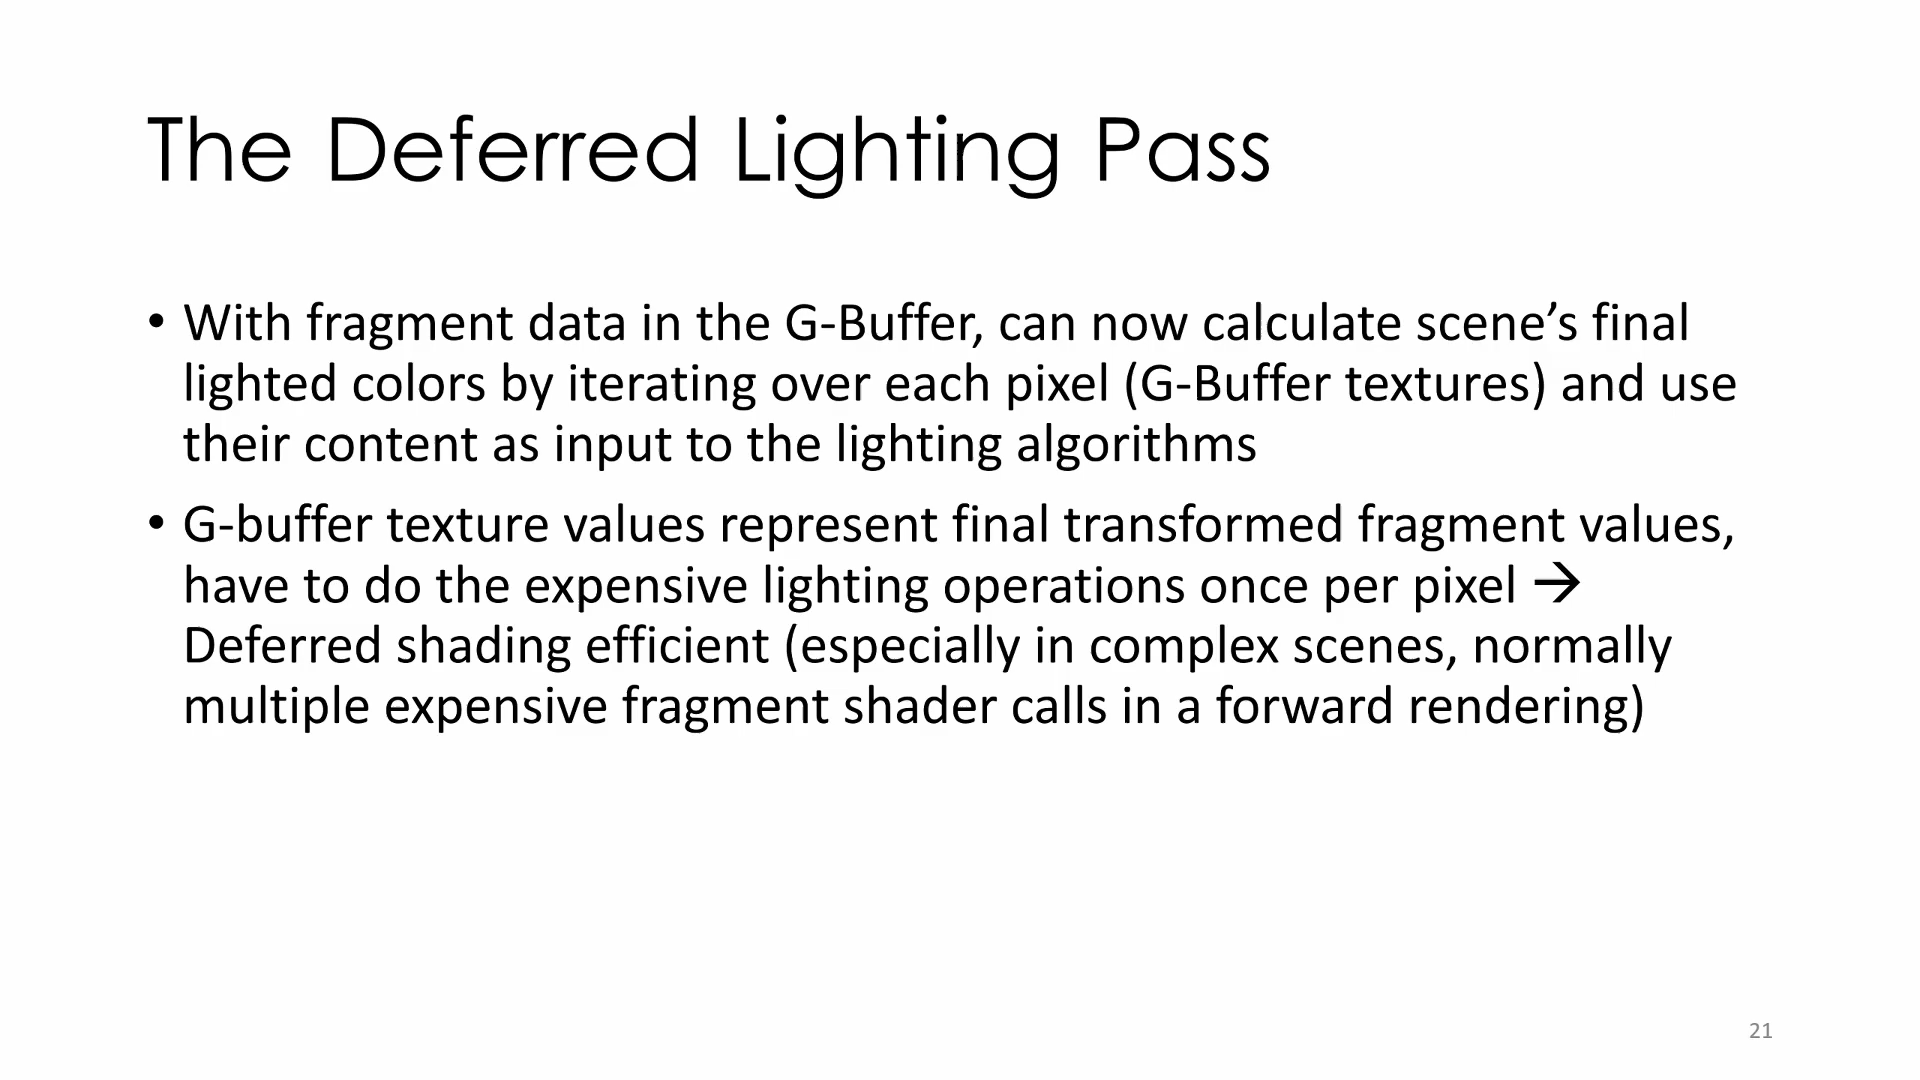 The Deferred Lighting Pass
• With fragment data in the G-Buffer, can now calculate scene’s final
lighted colors by iterating over each pixel (G-Buffer textures) and use
their content as input to the lighting algorithms
• G-buffer texture values represent final transformed fragment values,
have to do the expensive lighting operations once per pixel →
Deferred shading efficient (especially in complex scenes, normally
multiple expensive fragment shader calls in a forward rendering)
21